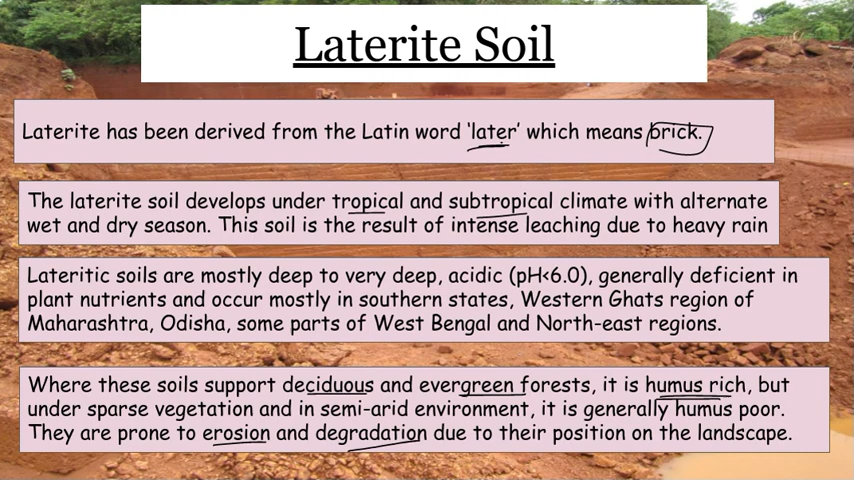 Laterite Soil
Laterite has been derived from the Latin word ‘later’ which means brick.
The laterite soil develops under tropical and subtropical climate with alternate
wet and dry season. This soil is the result of intense leaching due to heavy rain
Lateritic soils are mostly deep to very deep, acidic (pH<6.0), generally deficient in
plant nutrients and occur mostly in southern states, Western Ghats region of
Maharashtra, Odisha, some parts of West Bengal and North-east regions.
Where these soils support deciduous and evergreen forests, it is humus rich, but
under sparse vegetation and in semi-arid environment, it is generally humus poor.
They are prone to erosion and degradation due to their position on the landscape.